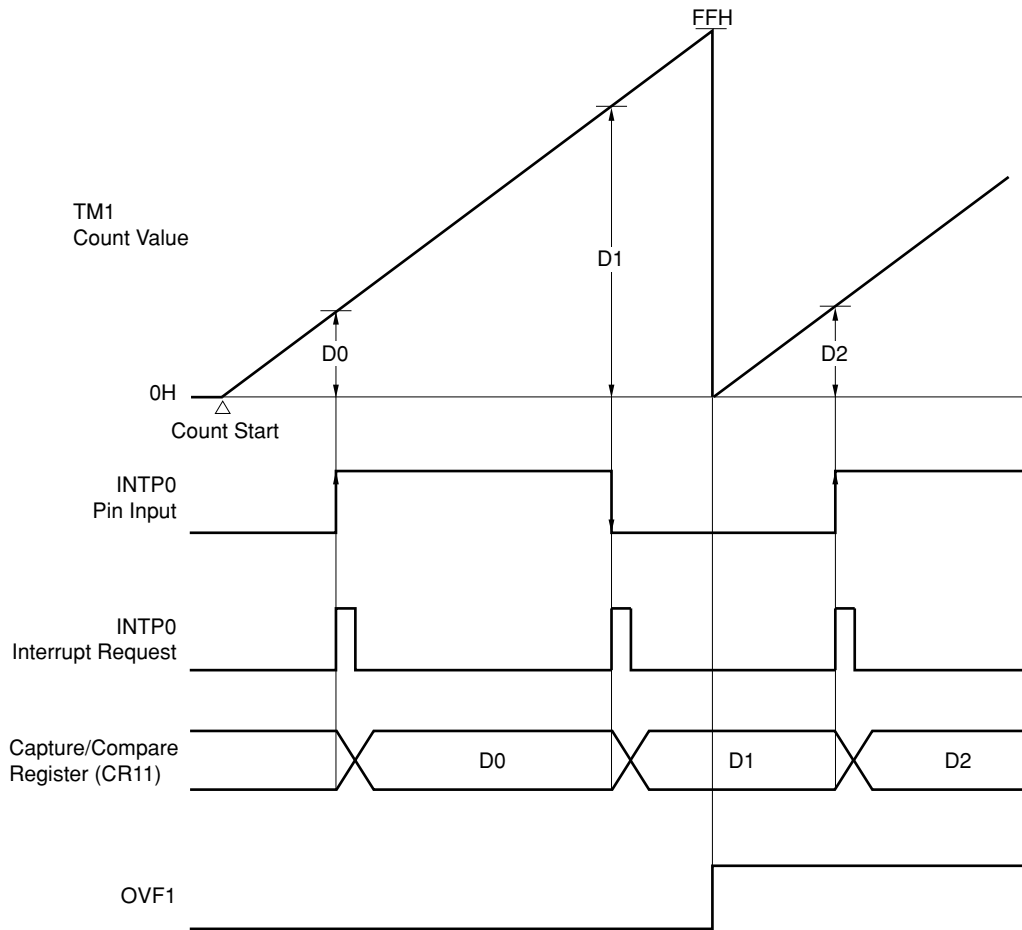 FFH
TM1
Count Value
D1
D0
D2
0H
Count Start
INTP0
Pin Input
INTP0
Interrupt Request
Capture/Compare
Register (CR11)
D0
D1
D2
OVF1